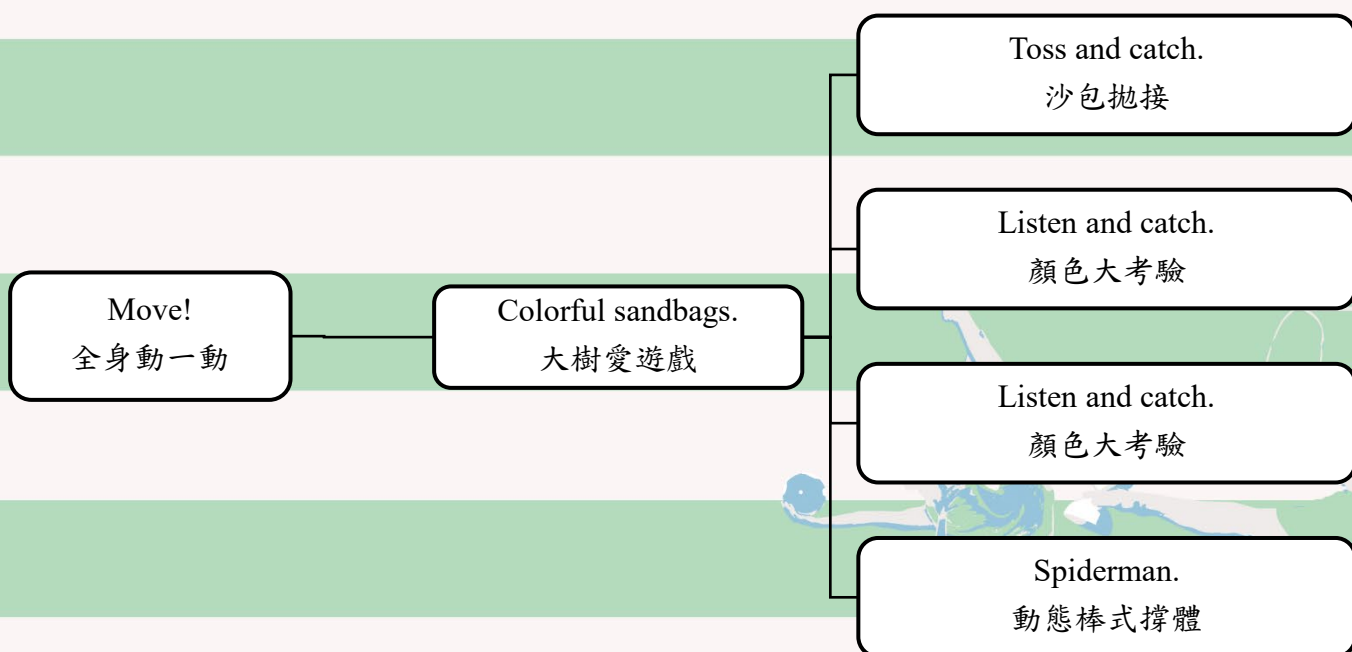 Move!
全身動一動
Colorful sandbags.
大樹愛遊戲
Toss and catch.
沙包拋接
Listen and catch.
顏色大考驗
Listen and catch.
顏色大考驗
Spiderman.
動態棒式撐體